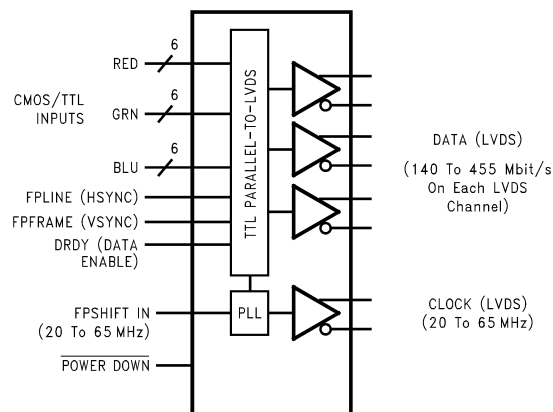 6
RED
6
CMOS/TTL
INPUTS
GRN
6
BLU
FPLINE (HSYNC)
FPFRAME (VSYNC)
DRDY (DATA
ENABLE)
FPSHIFT IN
(20 To 65 MHz)
POWER DOWN
TTL PARALLEL-TO-LVDS
PLL
DATA (LVDS)
(140 To 455 Mbit/s
On Each LVDS
Channel)
CLOCK (LVDS)
(20 To 65 MHz)